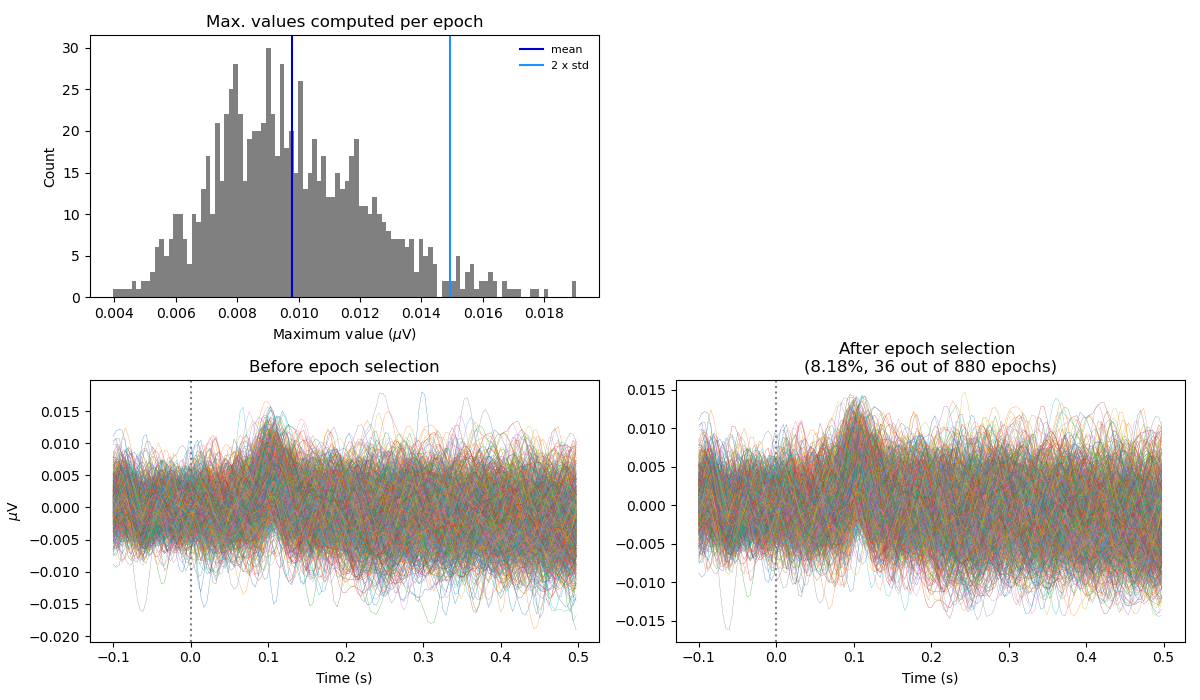 Max. values computed per epoch
30
25
20
15
10
5
0
Count
mean
2 x std
0.004 0.006 0.008 0.010 0.012 0.014 0.016 0.018
Maximum value (μV)
Before epoch selection
0.015
0.010
0.005
0.000
−0.005
−0.010
−0.015
−0.020
μV
−0.1 0.0 0.1 0.2 0.3 0.4 0.5
Time (s)
After epoch selection
(8.18%, 36 out of 880 epochs)
0.015
0.010
0.005
0.000
−0.005
−0.010
−0.015
−0.1 0.0 0.1 0.2 0.3 0.4 0.5
Time (s)